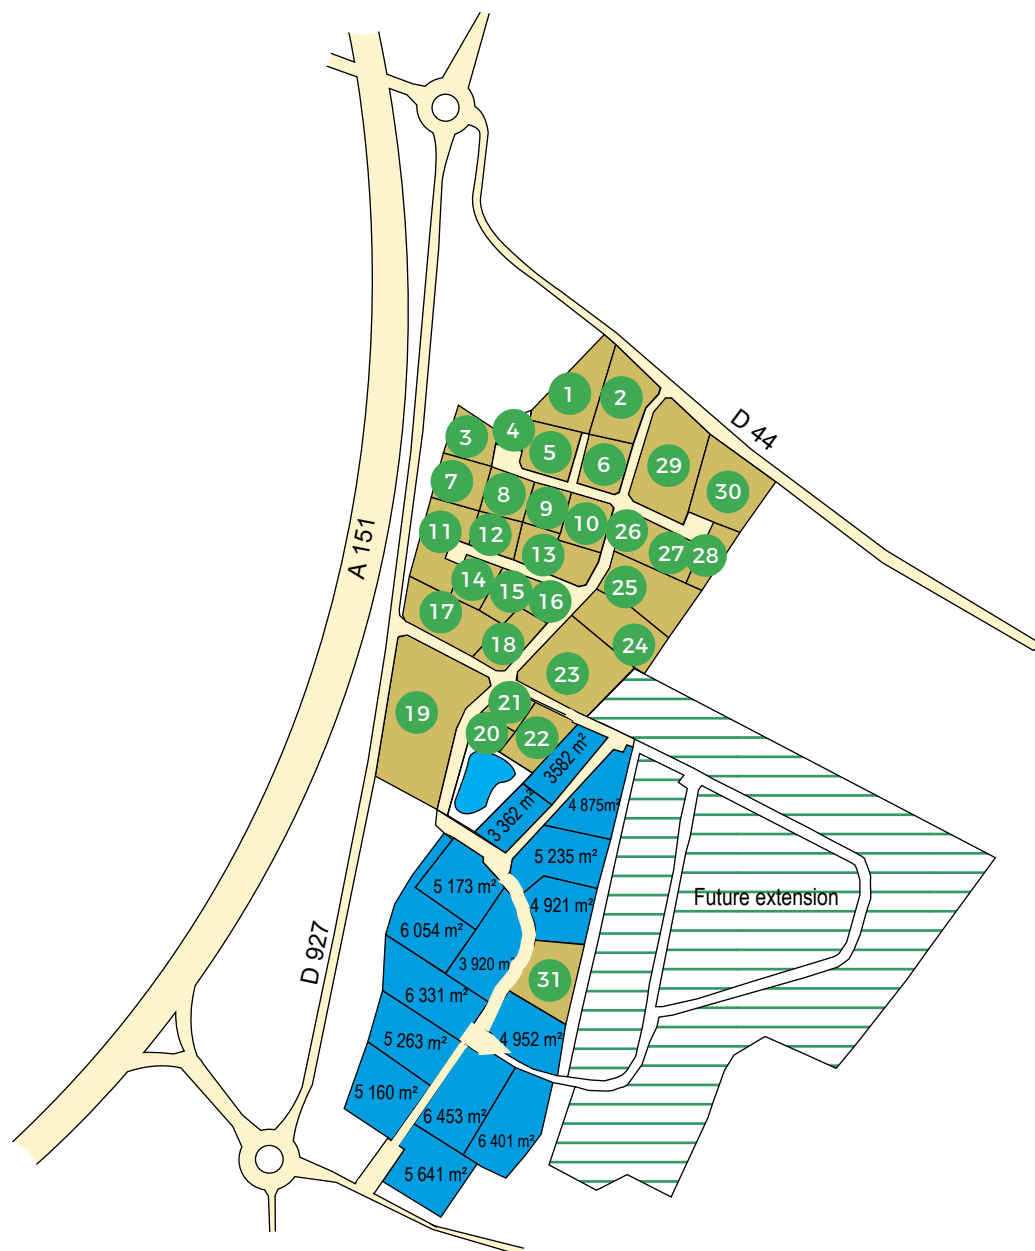 1
2
D 44
3
4
5
6
29
30
7
8
9
10
26
11
12
13
27
28
A 151
14
15
16
25
17
18
24
23
19
21
20
22
3582 m²
3 362 m²
4 875m²
5 235 m²
5 173 m²
4 921 m²
Future extension
6 054 m²
3 920 m²
D 927
31
6 331 m²
5 263 m²
4 952 m²
5 160 m²
6 453 m²
6 401 m²
5 641 m²